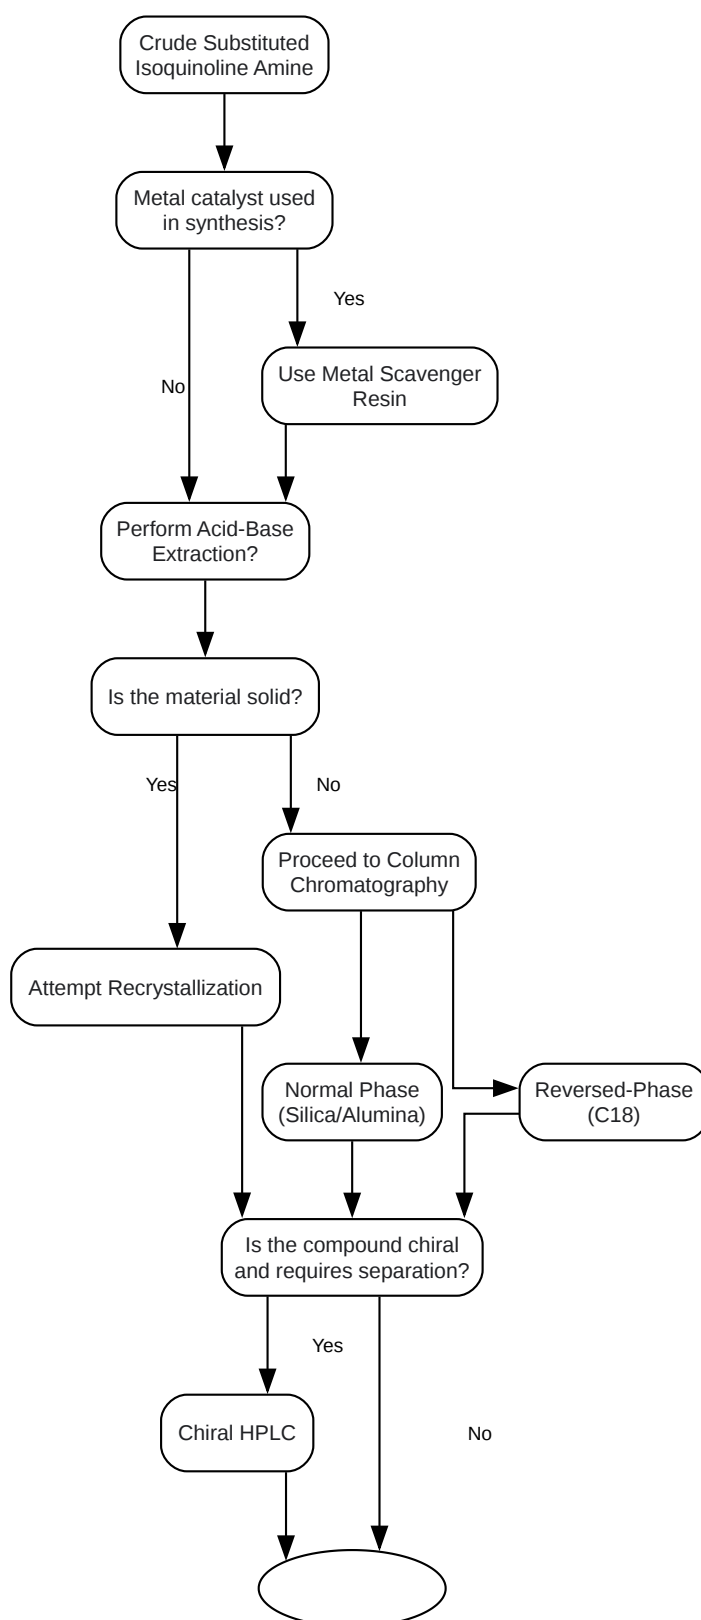 Crude Substituted
Isoquinoline Amine
Metal catalyst used
in synthesis?
Yes
No
Use Metal Scavenger
Resin
Perform Acid-Base
Extraction?
Is the material solid?
Yes
No
Proceed to Column
Chromatography
Attempt Recrystallization
Normal Phase
(Silica/Alumina)
Reversed-Phase
(C18)
Is the compound chiral
and requires separation?
Yes
Chiral HPLC
No